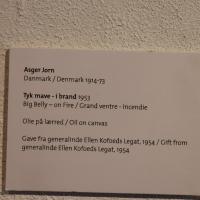 Asger Jorn
Danmark / Denmark 1914-73
Tyk mave - i brand 1953
Big Belly – on Fire / Grand ventre - incendie
Olie på lærred / Oil on canvas
Gave fra generalinde Ellen Kofoeds Legat, 1954 / Gift from
generalinde Ellen Kofoeds Legat, 1954